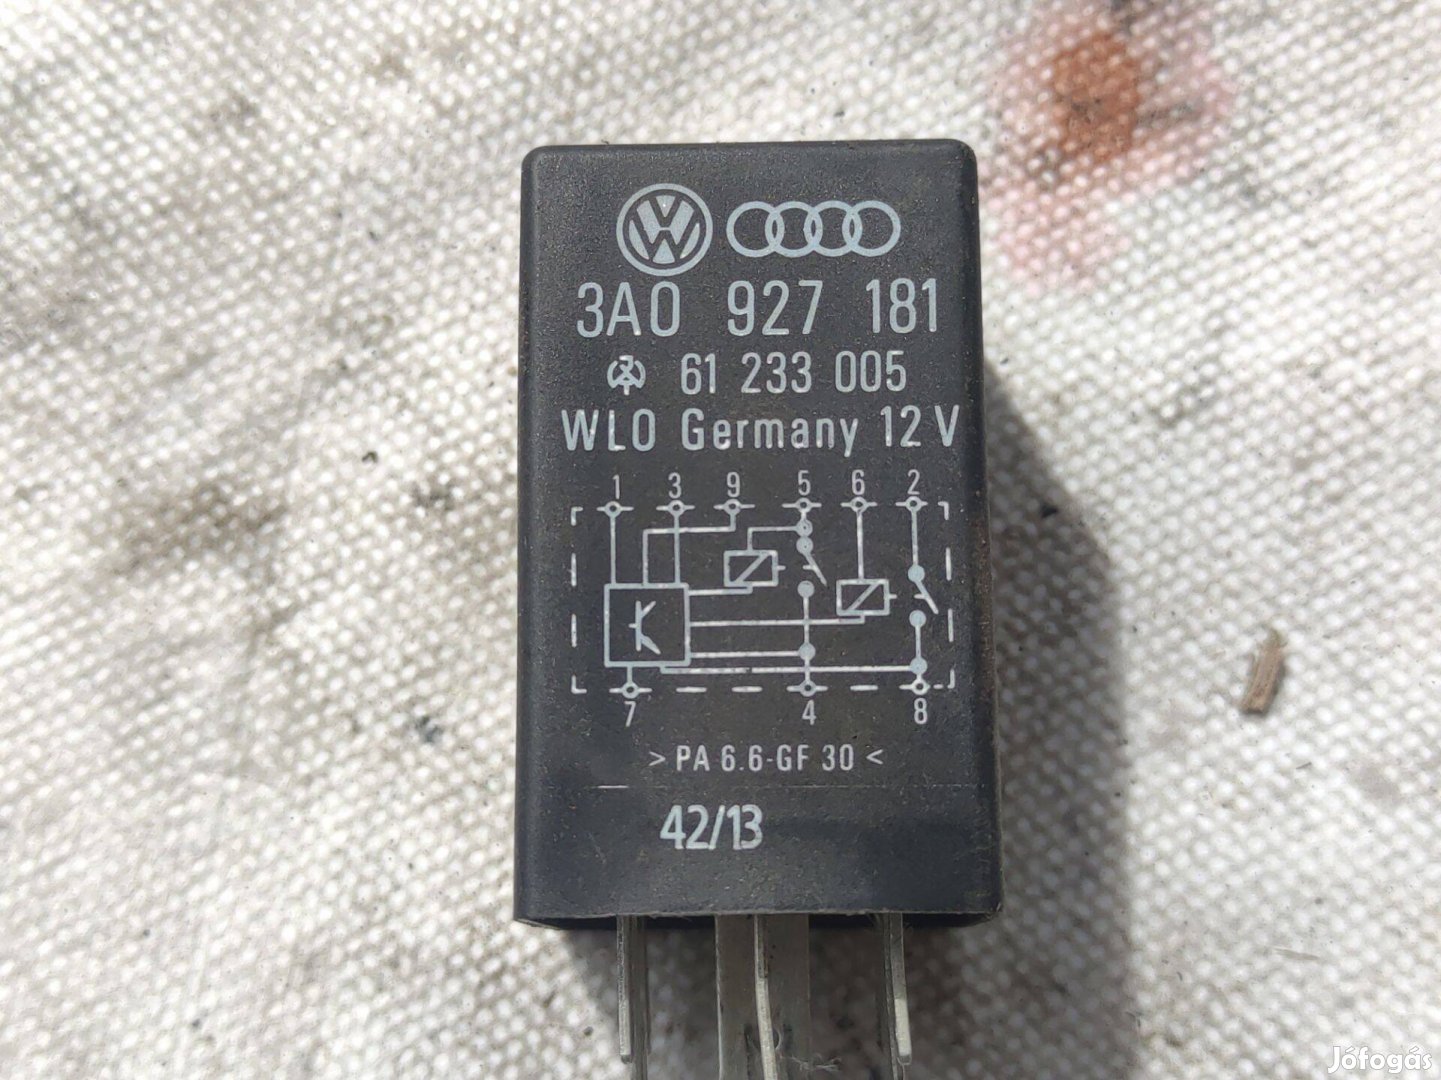 3A0 927 181
61 233 005
WLO Germany 12 V
1 3 9 5 6 2
7 4 8
> PA 6.6-GF 30 <
42/13
Jófogás